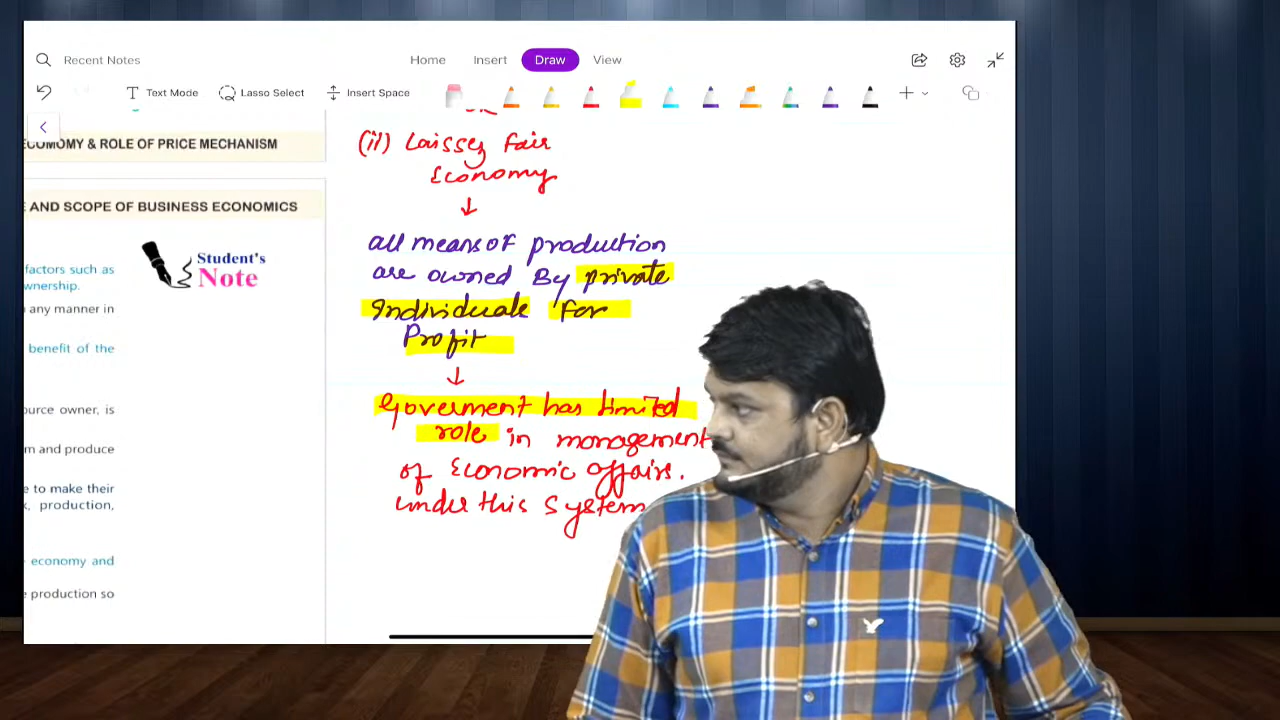 Recent Notes
Home Insert Draw View
Text Mode Lasso Select Insert Space
ECOMOMY & ROLE OF PRICE MECHANISM
E AND SCOPE OF BUSINESS ECONOMICS
Student's
Note
factors such as
wnership.
any manner in
benefit of the
ource owner, is
m and produce
e to make their
, production,
economy and
e production so
(ii) Laissez fair
Economy
all means of production
are owned By private
Individuals for
Profit
Goverment has limited
role in management
of Economic affairs.
under this system